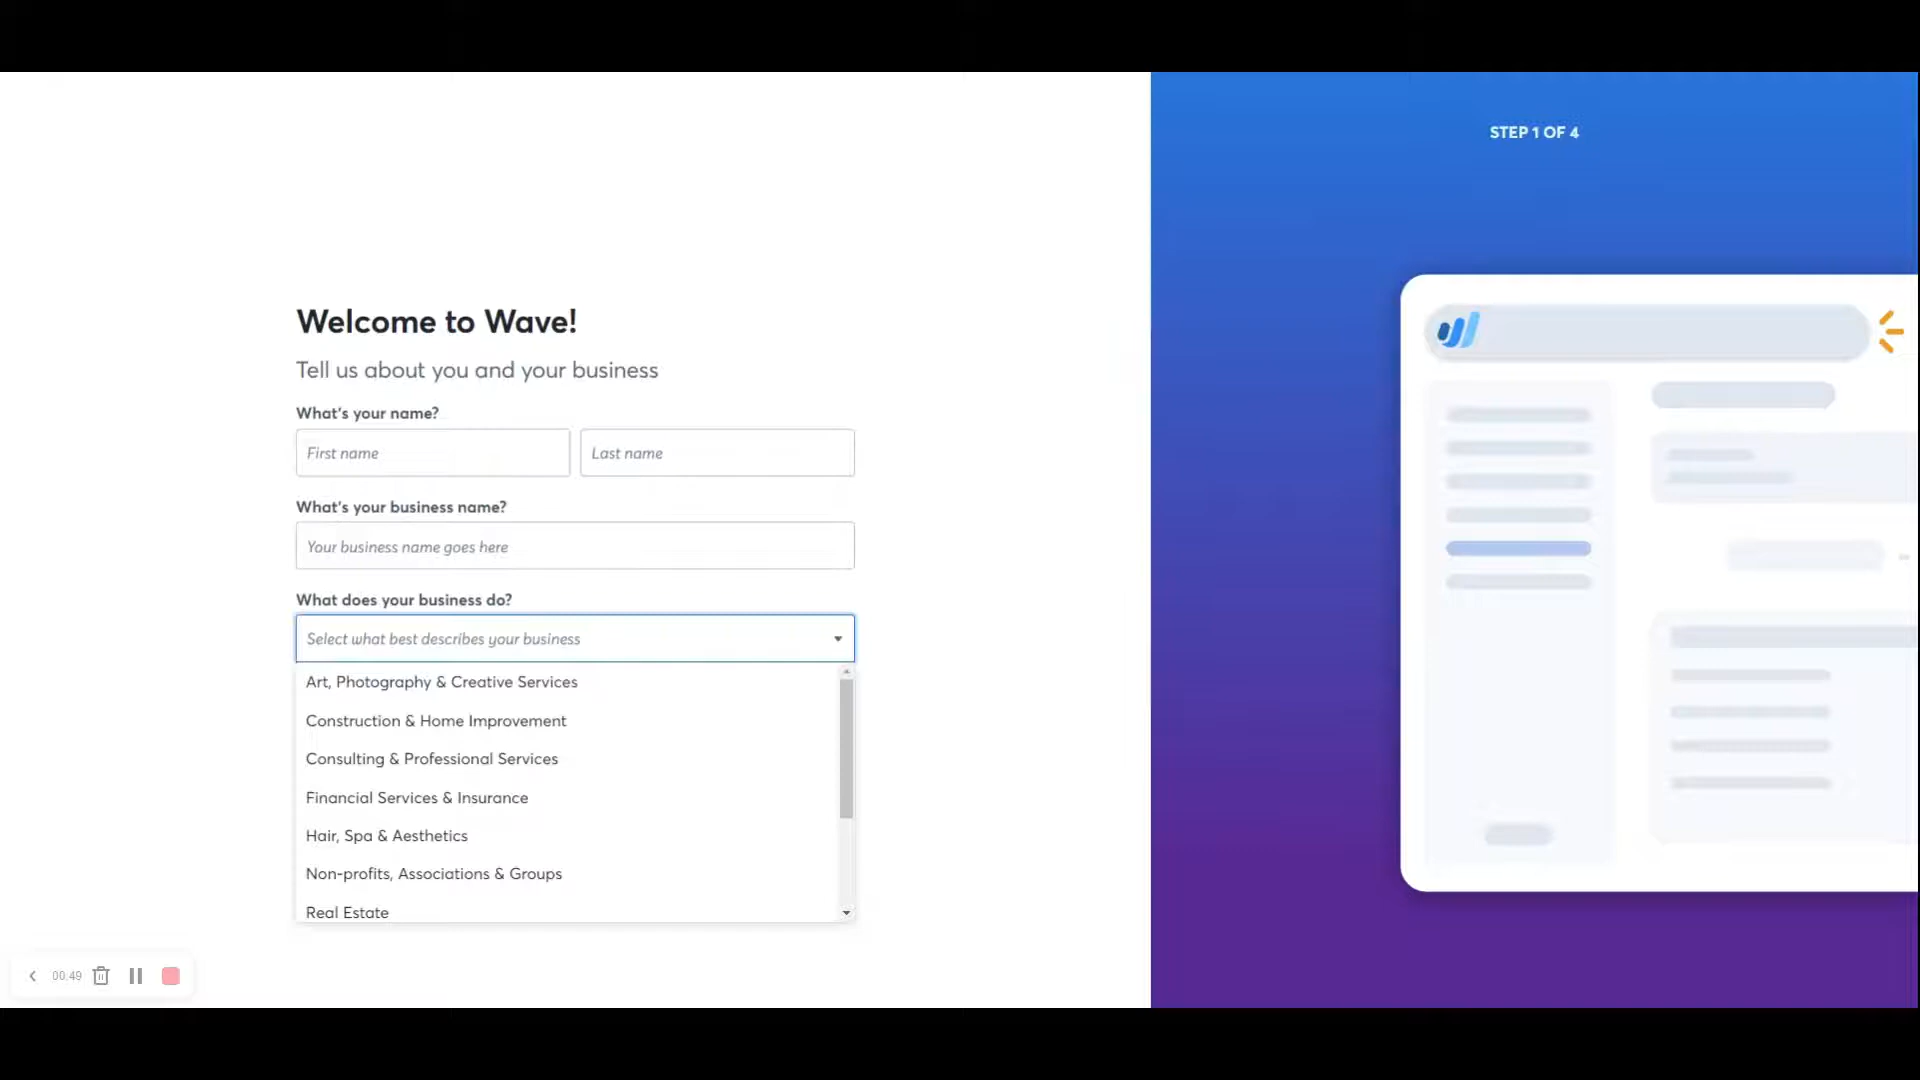 STEP 1 OF 4
Welcome to Wave!
Tell us about you and your business
What's your name?
First name
Last name
What's your business name?
Your business name goes here
What does your business do?
Select what best describes your business
Art, Photography & Creative Services
Construction & Home Improvement
Consulting & Professional Services
Financial Services & Insurance
Hair, Spa & Aesthetics
Non-profits, Associations & Groups
Real Estate
00:49